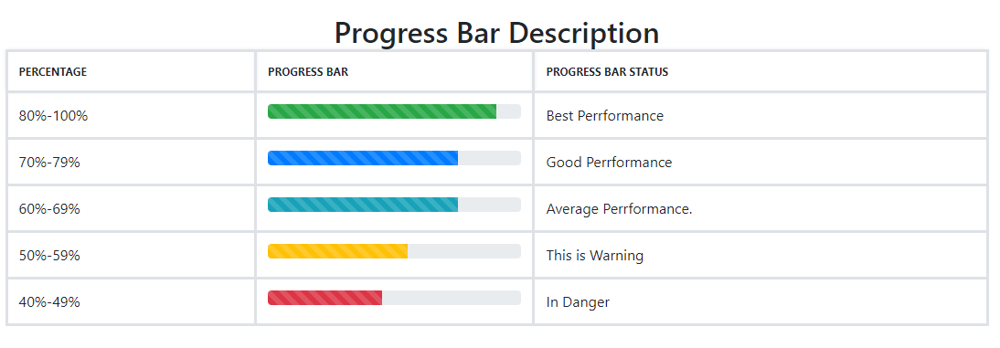 Progress Bar Description
PERCENTAGE PROGRESS BAR PROGRESS BAR STATUS
80%-100% Best Perrformance
70%-79% Good Perrformance
60%-69% Average Perrformance.
50%-59% This is Warning
40%-49% In Danger